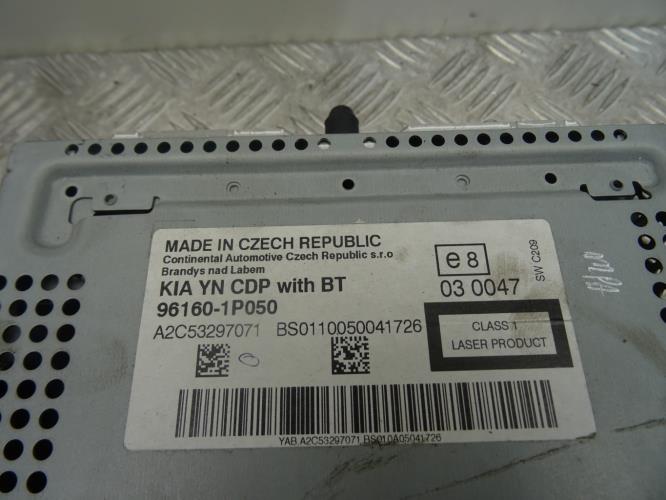 MADE IN CZECH REPUBLIC
Continental Automotive Czech Republic s.r.o
Brandys nad Labem
KIA YN CDP with BT
96160-1P050
A2C53297071 BS0110050041726
e8
03 0047
SW C209
CLASS 1
LASER PRODUCT
YAB.A2C53297071.BS010A05041726